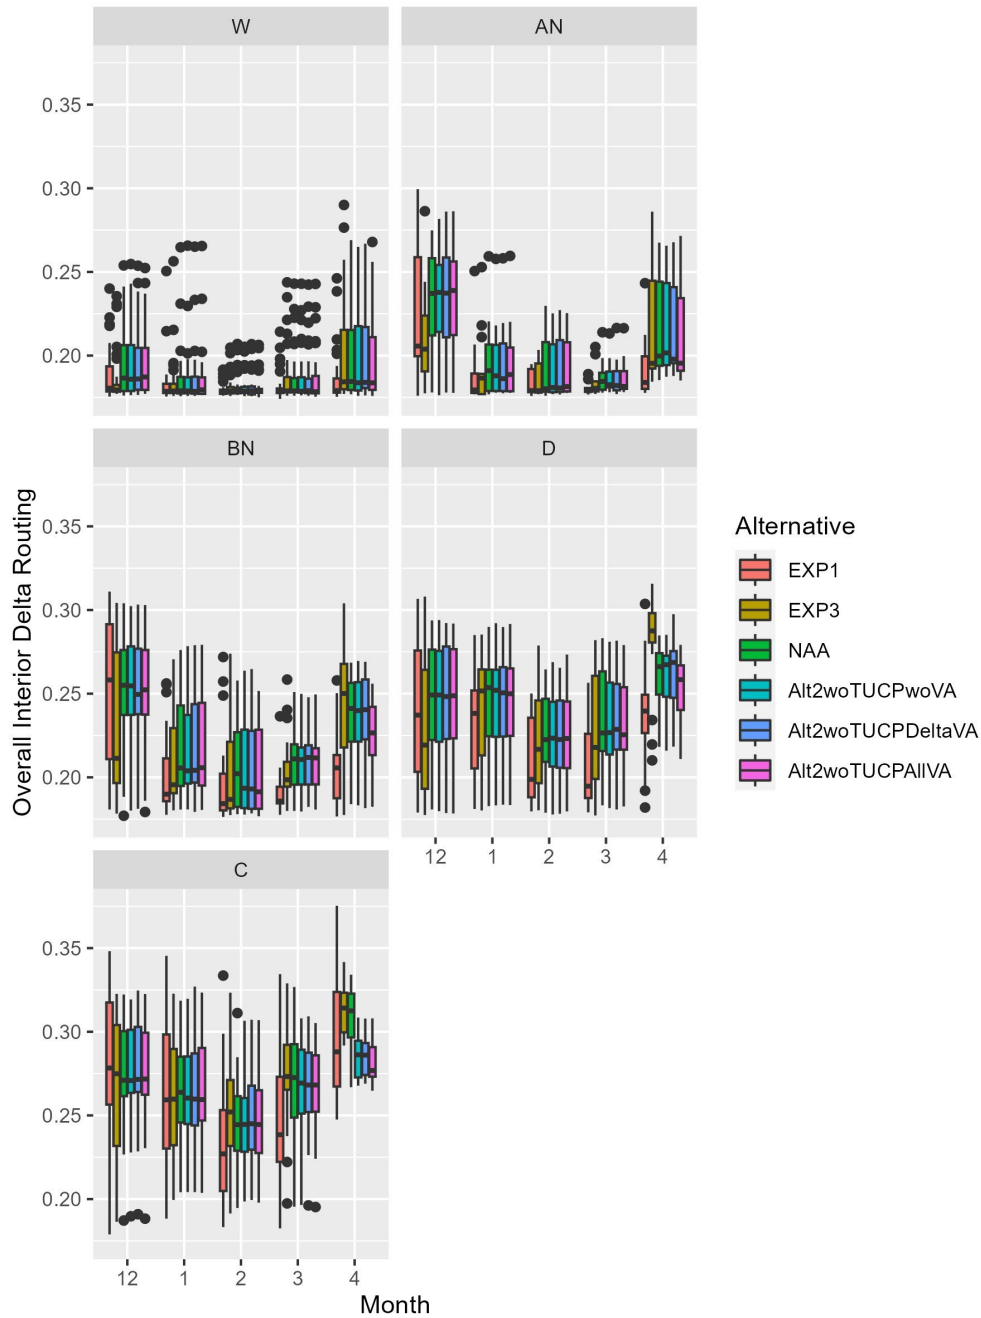 W
AN
0.35
0.30
0.25
0.20
BN
D
0.35
0.30
0.25
0.20
12 1 2 3 4
C
0.35
0.30
0.25
0.20
12 1 2 3 4
Month
Overall Interior Delta Routing
Alternative
EXP1
EXP3
NAA
Alt2woTUCPwoVA
Alt2woTUCPDeltaVA
Alt2woTUCPAllVA